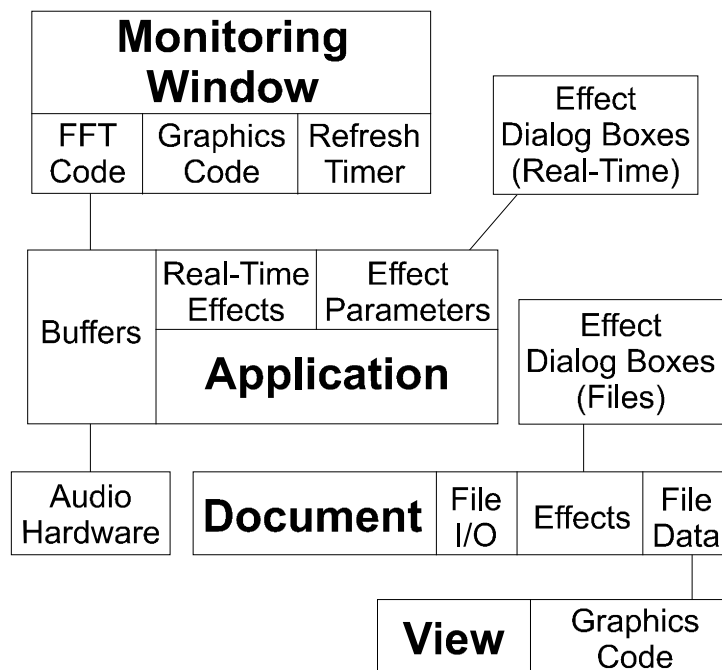 Monitoring
Window
FFT
Code
Graphics
Code
Refresh
Timer
Effect
Dialog Boxes
(Real-Time)
Buffers
Real-Time
Effects
Effect
Parameters
Application
Effect
Dialog Boxes
(Files)
Audio
Hardware
Document
File
I/O
Effects
File
Data
View
Graphics
Code